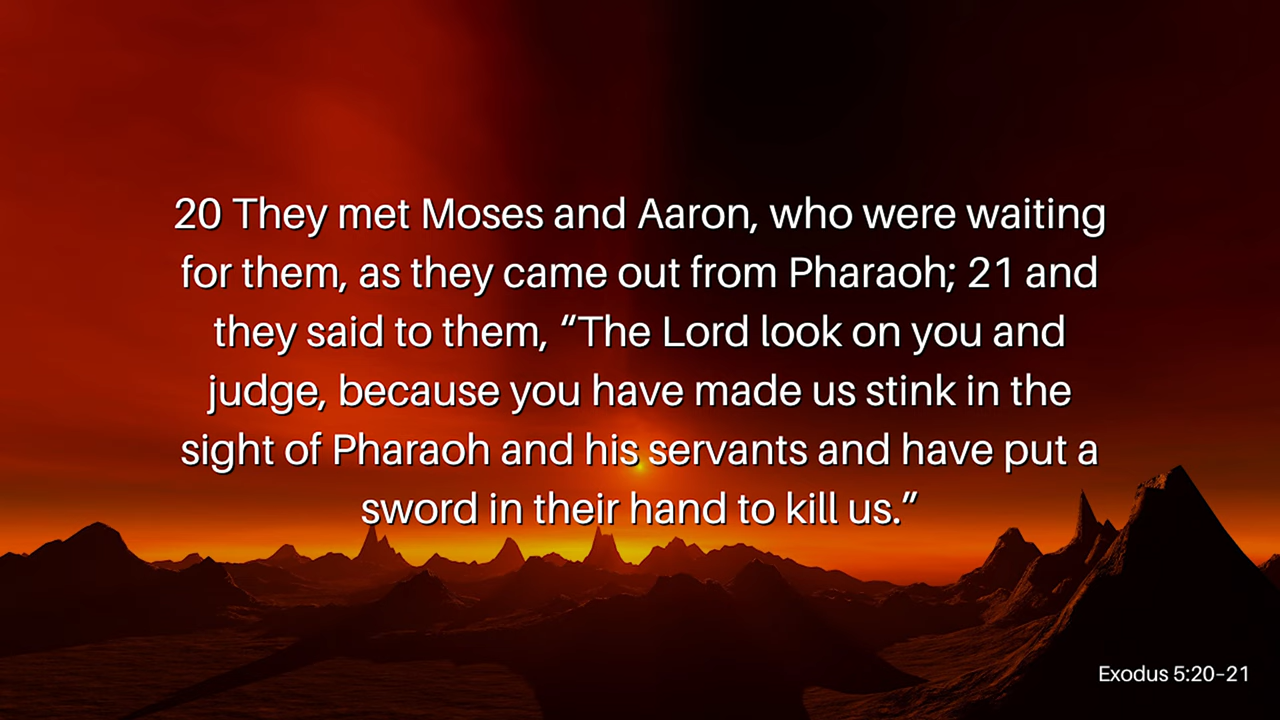 20 They met Moses and Aaron, who were waiting
for them, as they came out from Pharaoh; 21 and
they said to them, “The Lord look on you and
judge, because you have made us stink in the
sight of Pharaoh and his servants and have put a
sword in their hand to kill us.”
Exodus 5:20–21